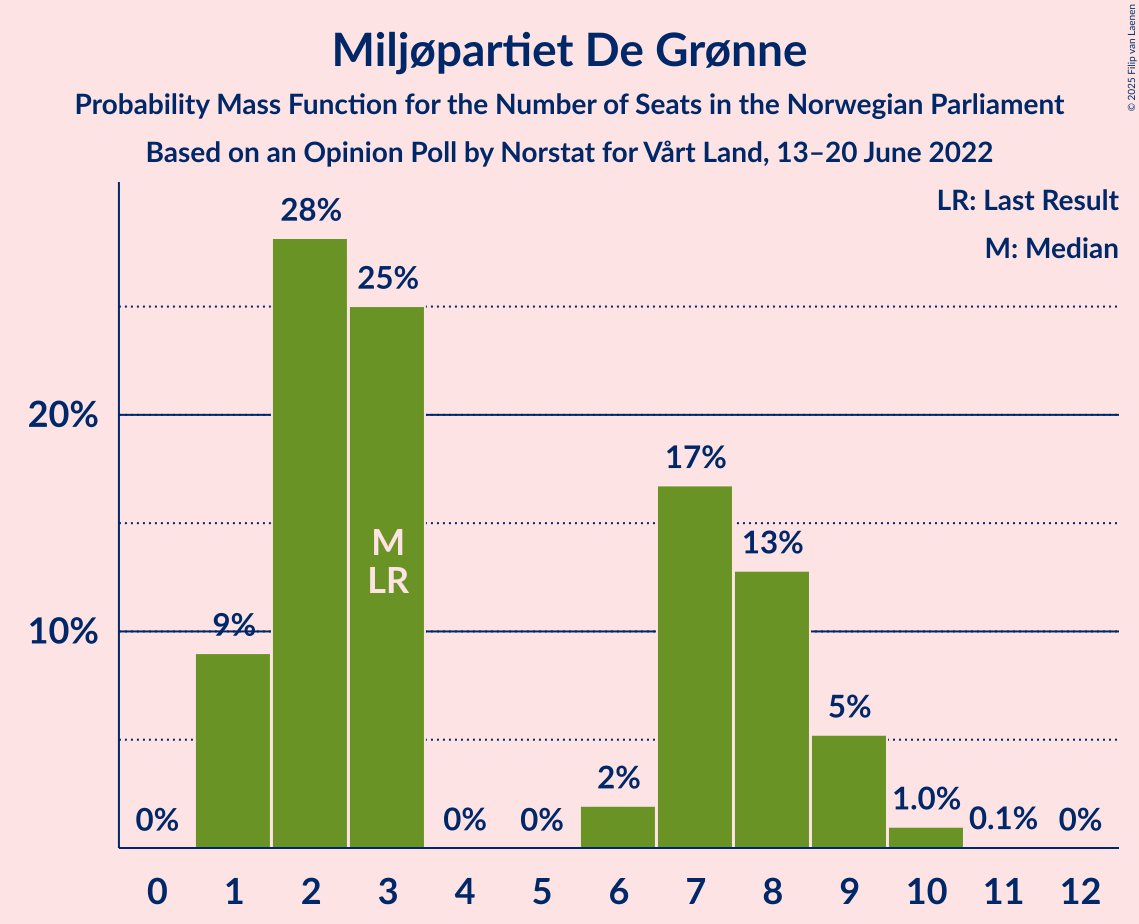 Miljøpartiet De Grønne
Probability Mass Function for the Number of Seats in the Norwegian Parliament
Based on an Opinion Poll by Norstat for Vårt Land, 13–20 June 2022
© 2025 Filip van Laenen
LR: Last Result
M: Median
28%
25%
20%
17%
13%
M
LR
10%
9%
5%
2%
1.0%
0%
0%
0%
0.1%
0%
0 1 2 3 4 5 6 7 8 9 10 11 12